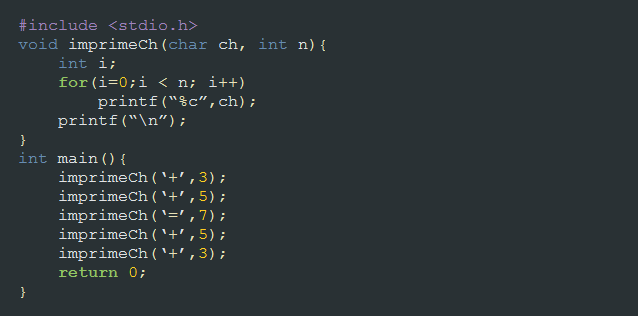 #include <stdio.h>
void imprimeCh(char ch, int n){
    int i;
    for(i=0;i < n; i++)
        printf(“%c”,ch);
    printf(“\n”);
}
int main(){
    imprimeCh(‘+’,3);
    imprimeCh(‘+’,5);
    imprimeCh(‘=’,7);
    imprimeCh(‘+’,5);
    imprimeCh(‘+’,3);
    return 0;
}